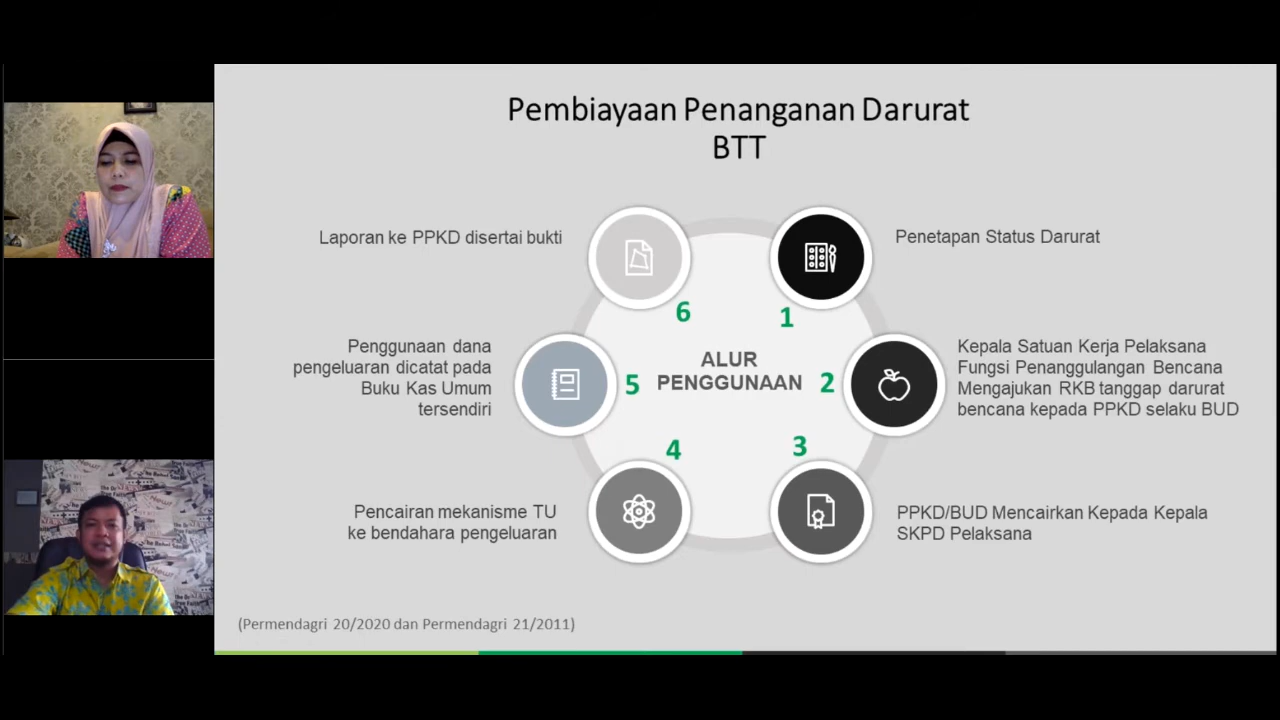 Pembiayaan Penanganan Darurat
BTT
Laporan ke PPKD disertai bukti
Penetapan Status Darurat
6
1
Penggunaan dana
pengeluaran dicatat pada
Buku Kas Umum
tersendiri
5
ALUR
PENGGUNAAN
2
Kepala Satuan Kerja Pelaksana
Fungsi Penanggulangan Bencana
Mengajukan RKB tanggap darurat
bencana kepada PPKD selaku BUD
4
3
Pencairan mekanisme TU
ke bendahara pengeluaran
PPKD/BUD Mencairkan Kepada Kepala
SKPD Pelaksana
(Permendagri 20/2020 dan Permendagri 21/2011)